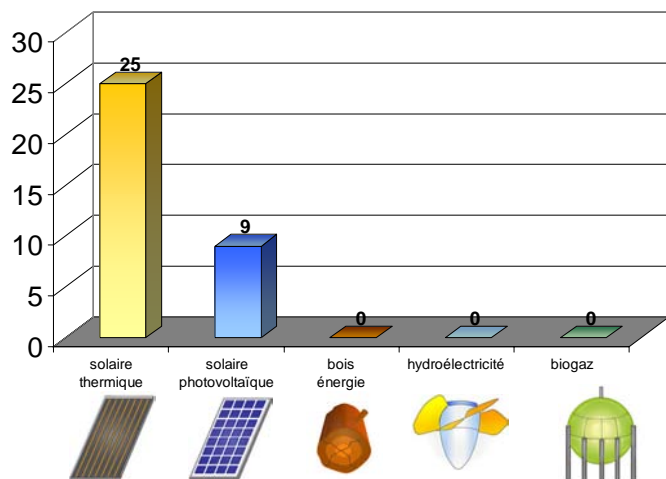 30
25
20
15
10
5
0
25
9
0
0
0
solaire
thermique
solaire
photovoltaïque
bois
énergie
hydroélectricité
biogaz